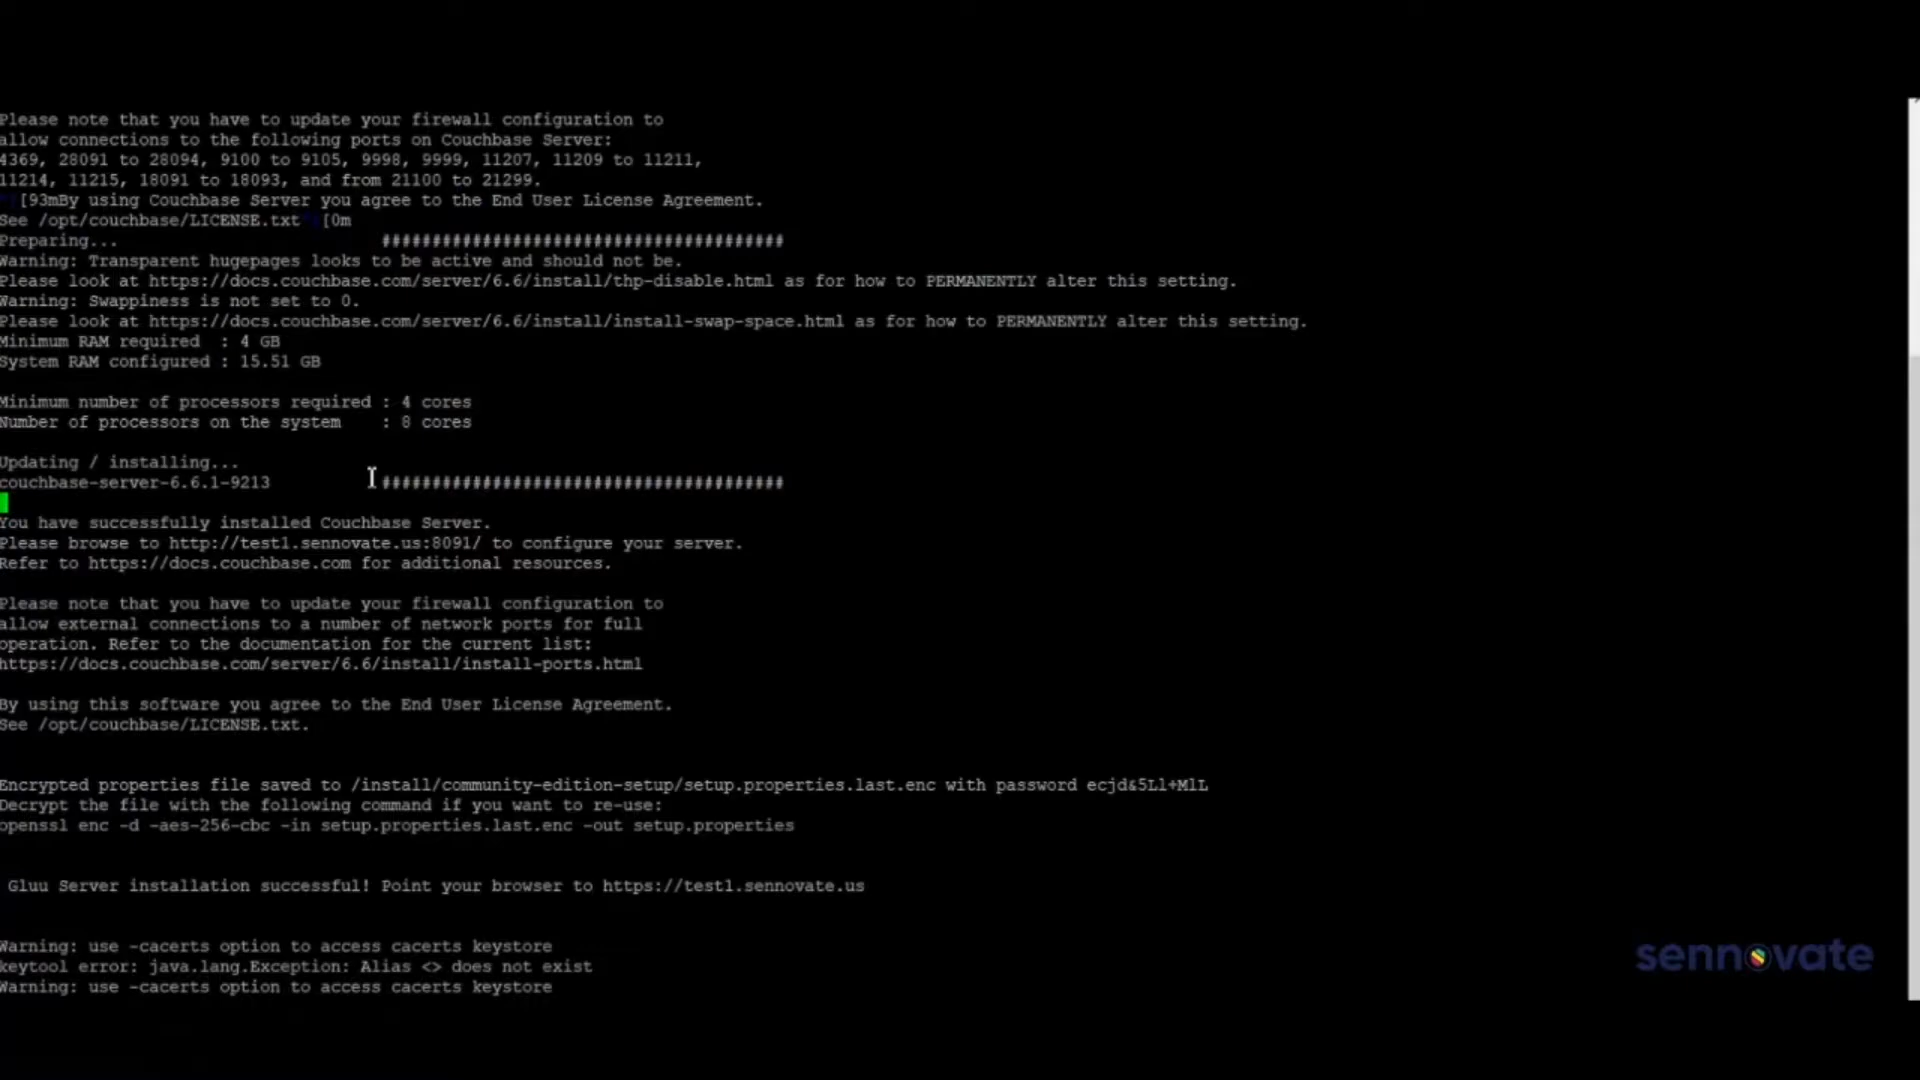 Please note that you have to update your firewall configuration to
allow connections to the following ports on Couchbase Server:
4369, 28091 to 28094, 9100 to 9105, 9998, 9999, 11207, 11209 to 11211,
11214, 11215, 18091 to 18093, and from 21100 to 21299.
[93mBy using Couchbase Server you agree to the End User License Agreement.
See /opt/couchbase/LICENSE.txt [0m
Preparing... ########################################
Warning: Transparent hugepages looks to be active and should not be.
Please look at https://docs.couchbase.com/server/6.6/install/thp-disable.html as for how to PERMANENTLY alter this setting.
Warning: Swappiness is not set to 0.
Please look at https://docs.couchbase.com/server/6.6/install/install-swap-space.html as for how to PERMANENTLY alter this setting.
Minimum RAM required : 4 GB
System RAM configured : 15.51 GB
Minimum number of processors required : 4 cores
Number of processors on the system : 8 cores
Updating / installing...
couchbase-server-6.6.1-9213 ########################################
You have successfully installed Couchbase Server.
Please browse to http://test1.sennovate.us:8091/ to configure your server.
Refer to https://docs.couchbase.com for additional resources.
Please note that you have to update your firewall configuration to
allow external connections to a number of network ports for full
operation. Refer to the documentation for the current list:
https://docs.couchbase.com/server/6.6/install/install-ports.html
By using this software you agree to the End User License Agreement.
See /opt/couchbase/LICENSE.txt.
Encrypted properties file saved to /install/community-edition-setup/setup.properties.last.enc with password ecjd&5Ll+MlL
Decrypt the file with the following command if you want to re-use:
openssl enc -d -aes-256-cbc -in setup.properties.last.enc -out setup.properties
Gluu Server installation successful! Point your browser to https://test1.sennovate.us
Warning: use -cacerts option to access cacerts keystore
keytool error: java.lang.Exception: Alias <> does not exist
Warning: use -cacerts option to access cacerts keystore
sennovate